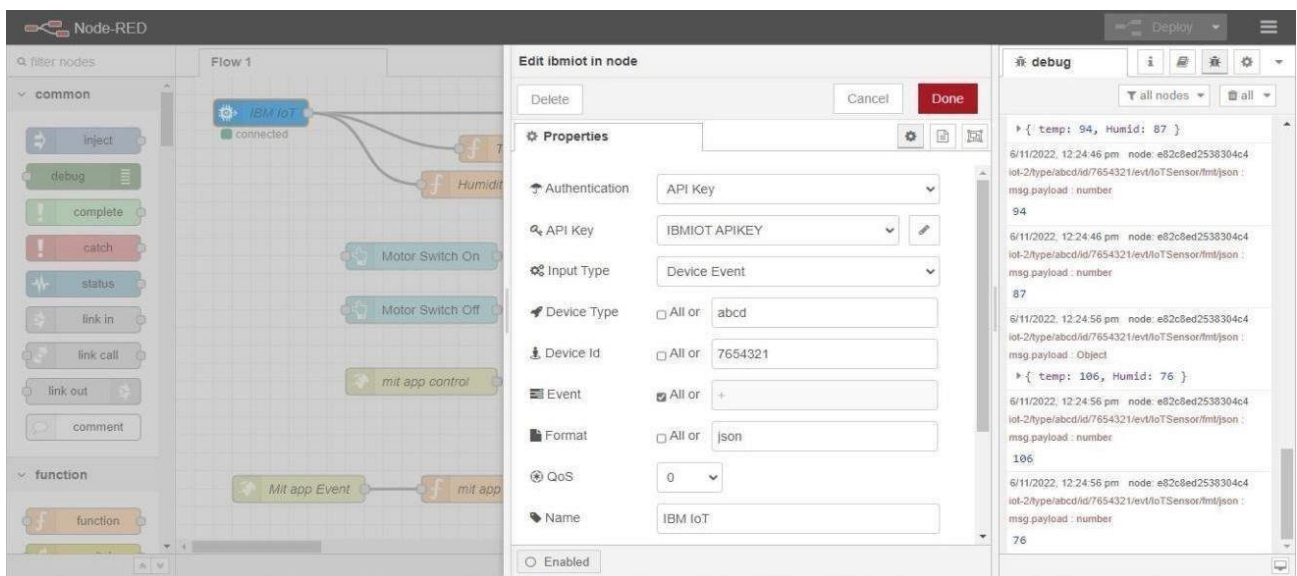 Node-RED
Deploy
filter nodes
common
inject
debug
complete
catch
status
link in
link call
link out
comment
function
function
Flow 1
IBM IoT
connected
T
Humidit
Motor Switch On
Motor Switch Off
mit app control
Mit app Event
mit app
Edit ibmiot in node
Delete
Cancel
Done
Properties
Authentication
API Key
API Key
IBMIOT APIKEY
Input Type
Device Event
Device Type
All or
abcd
Device Id
All or
7654321
Event
All or
+
Format
All or
json
QoS
0
Name
IBM IoT
Enabled
debug
i
all nodes
all
{ temp: 94, Humid: 87 }
6/11/2022, 12:24:46 pm node: e82c8ed2538304c4
iot-2/type/abcd/id/7654321/evt/IoTSensor/fmt/json :
msg.payload : number
94
6/11/2022, 12:24:46 pm node: e82c8ed2538304c4
iot-2/type/abcd/id/7654321/evt/IoTSensor/fmt/json :
msg.payload : number
87
6/11/2022, 12:24:56 pm node: e82c8ed2538304c4
iot-2/type/abcd/id/7654321/evt/IoTSensor/fmt/json :
msg.payload : Object
{ temp: 106, Humid: 76 }
6/11/2022, 12:24:56 pm node: e82c8ed2538304c4
iot-2/type/abcd/id/7654321/evt/IoTSensor/fmt/json :
msg.payload : number
106
6/11/2022, 12:24:56 pm node: e82c8ed2538304c4
iot-2/type/abcd/id/7654321/evt/IoTSensor/fmt/json :
msg.payload : number
76